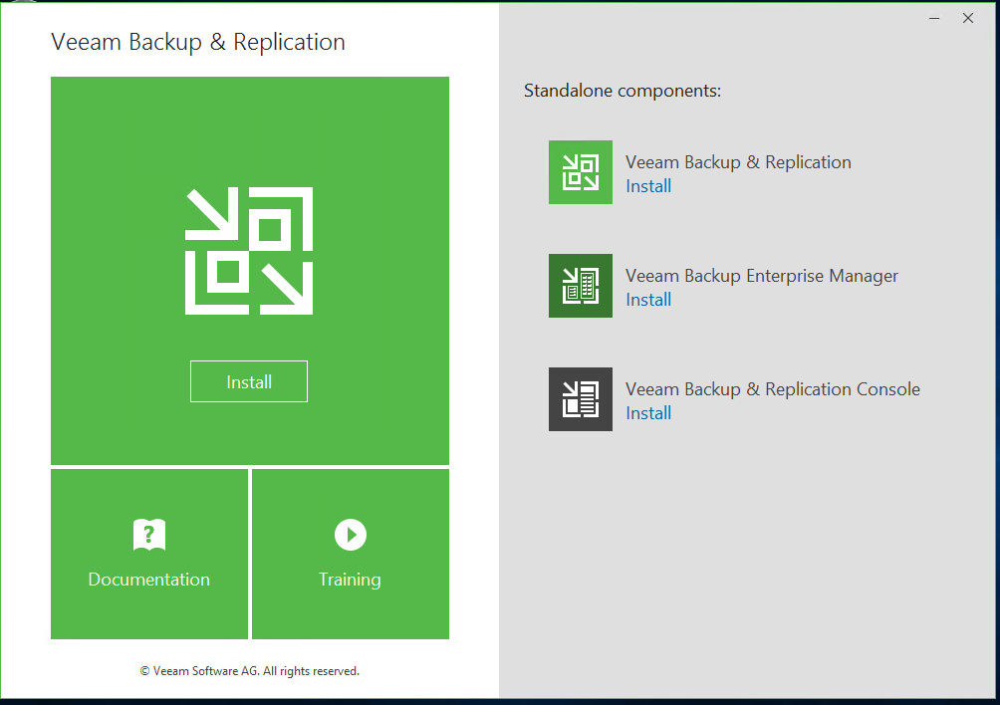 Veeam Backup & Replication
Install
?
Documentation
Training
© Veeam Software AG. All rights reserved.
Standalone components:
Veeam Backup & Replication
Install
Veeam Backup Enterprise Manager
Install
Veeam Backup & Replication Console
Install